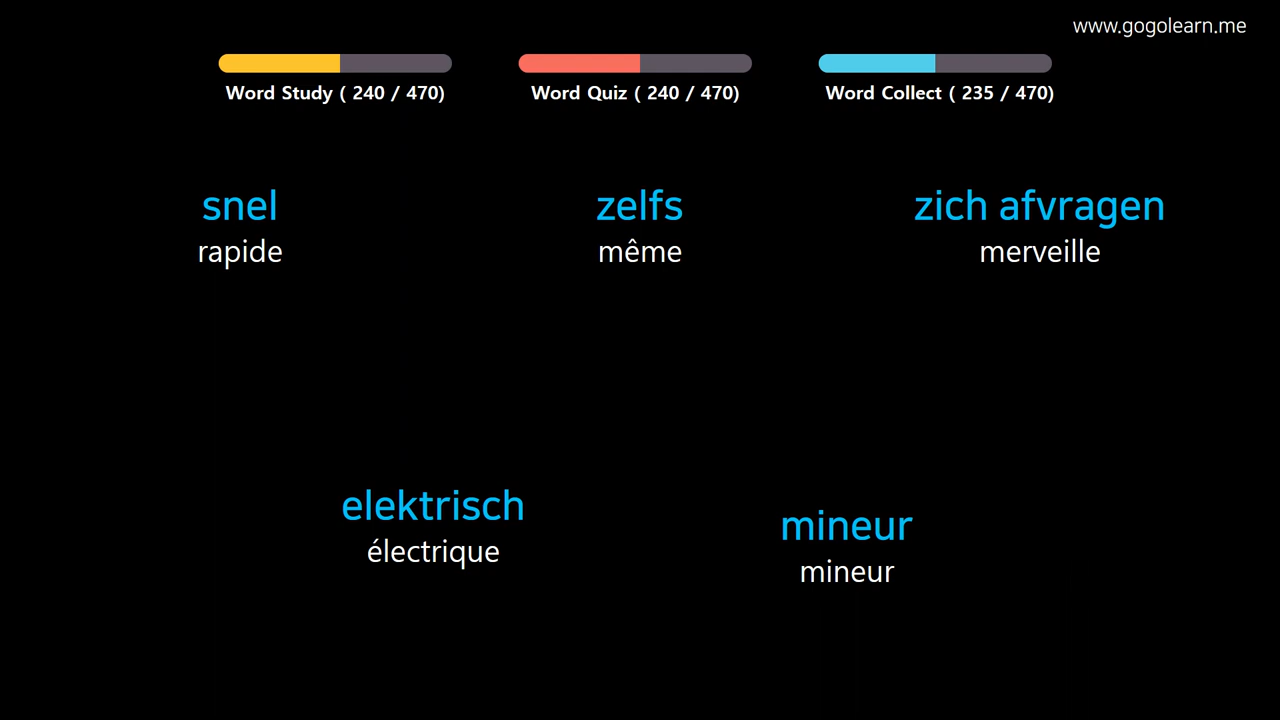 www.gogolearn.me
Word Study ( 240 / 470)
Word Quiz ( 240 / 470)
Word Collect ( 235 / 470)
snel
rapide
zelfs
même
zich afvragen
merveille
elektrisch
électrique
mineur
mineur